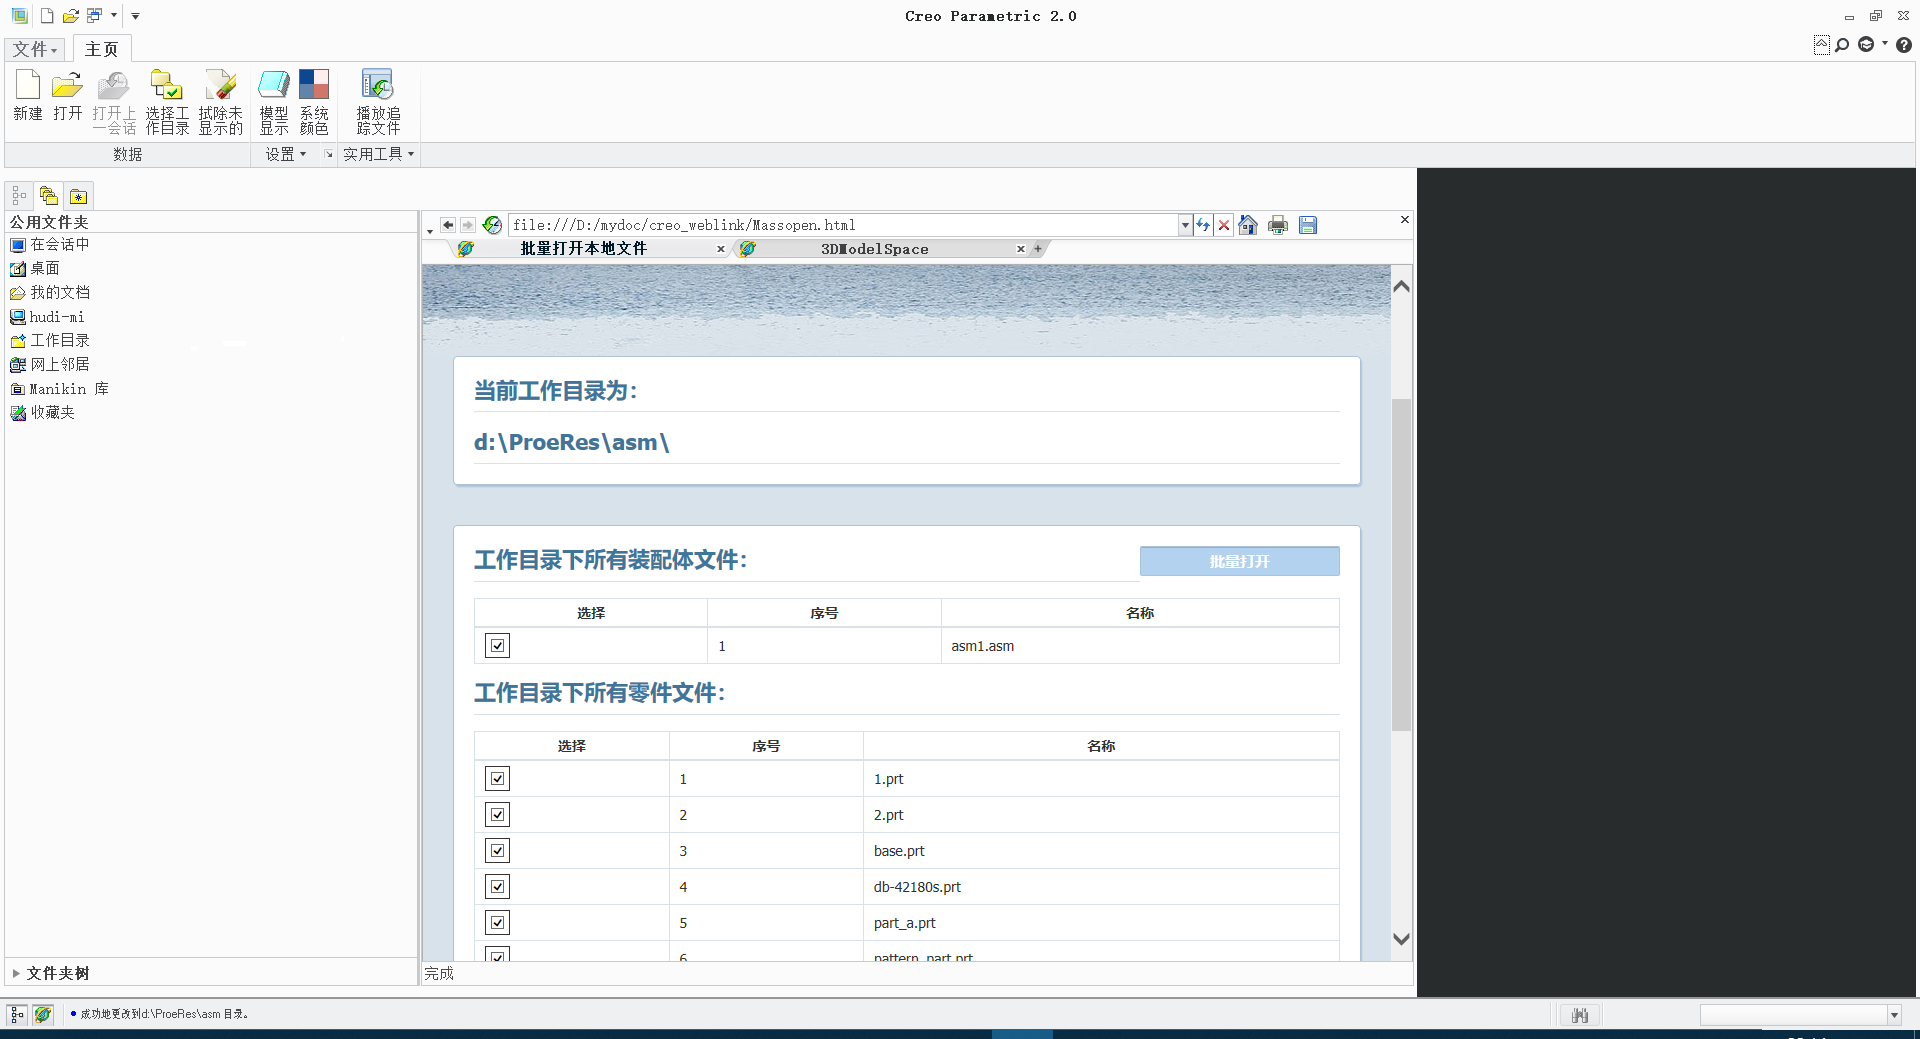 Creo Parametric 2.0
文件
主页
新建
打开
打开上一会话
选择工作目录
拭除未显示的
模型显示
系统颜色
播放追踪文件
数据
设置
实用工具
公用文件夹
在会话中
桌面
我的文档
hudi-mi
工作目录
网上邻居
Manikin 库
收藏夹
文件夹树
file:///D:/mydoc/creo_weblink/Massopen.html
批量打开本地文件
3DModelSpace
当前工作目录为：
d:\ProeRes\asm\
工作目录下所有装配体文件：
批量打开
选择 序号 名称
1 asm1.asm
工作目录下所有零件文件：
选择 序号 名称
1 1.prt
2 2.prt
3 base.prt
4 db-42180s.prt
5 part_a.prt
6 pattern_part.prt
完成
成功地更改到d:\ProeRes\asm 目录。